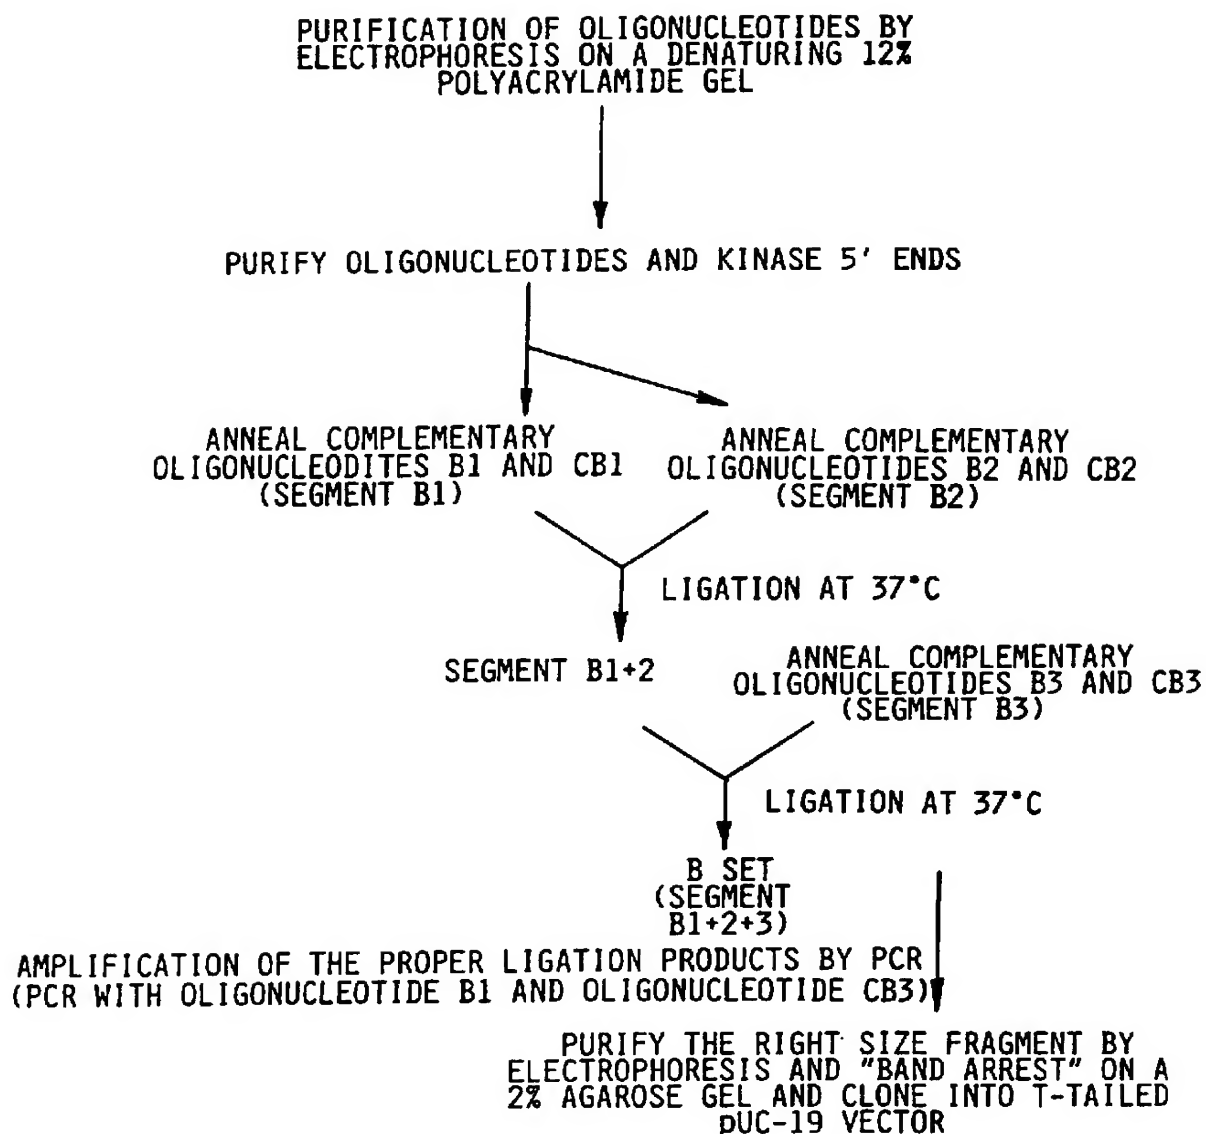 PURIFICATION OF OLIGONUCLEOTIDES BY
ELECTROPHORESIS ON A DENATURING 12%
POLYACRYLAMIDE GEL
PURIFY OLIGONUCLEOTIDES AND KINASE 5' ENDS
ANNEAL COMPLEMENTARY
OLIGONUCLEODITES B1 AND CB1
(SEGMENT B1)
ANNEAL COMPLEMENTARY
OLIGONUCLEOTIDES B2 AND CB2
(SEGMENT B2)
LIGATION AT 37°C
SEGMENT B1+2
ANNEAL COMPLEMENTARY
OLIGONUCLEOTIDES B3 AND CB3
(SEGMENT B3)
LIGATION AT 37°C
B SET
(SEGMENT
B1+2+3)
AMPLIFICATION OF THE PROPER LIGATION PRODUCTS BY PCR
(PCR WITH OLIGONUCLEOTIDE B1 AND OLIGONUCLEOTIDE CB3)
PURIFY THE RIGHT SIZE FRAGMENT BY
ELECTROPHORESIS AND "BAND ARREST" ON A
2% AGAROSE GEL AND CLONE INTO T-TAILED
pUC-19 VECTOR